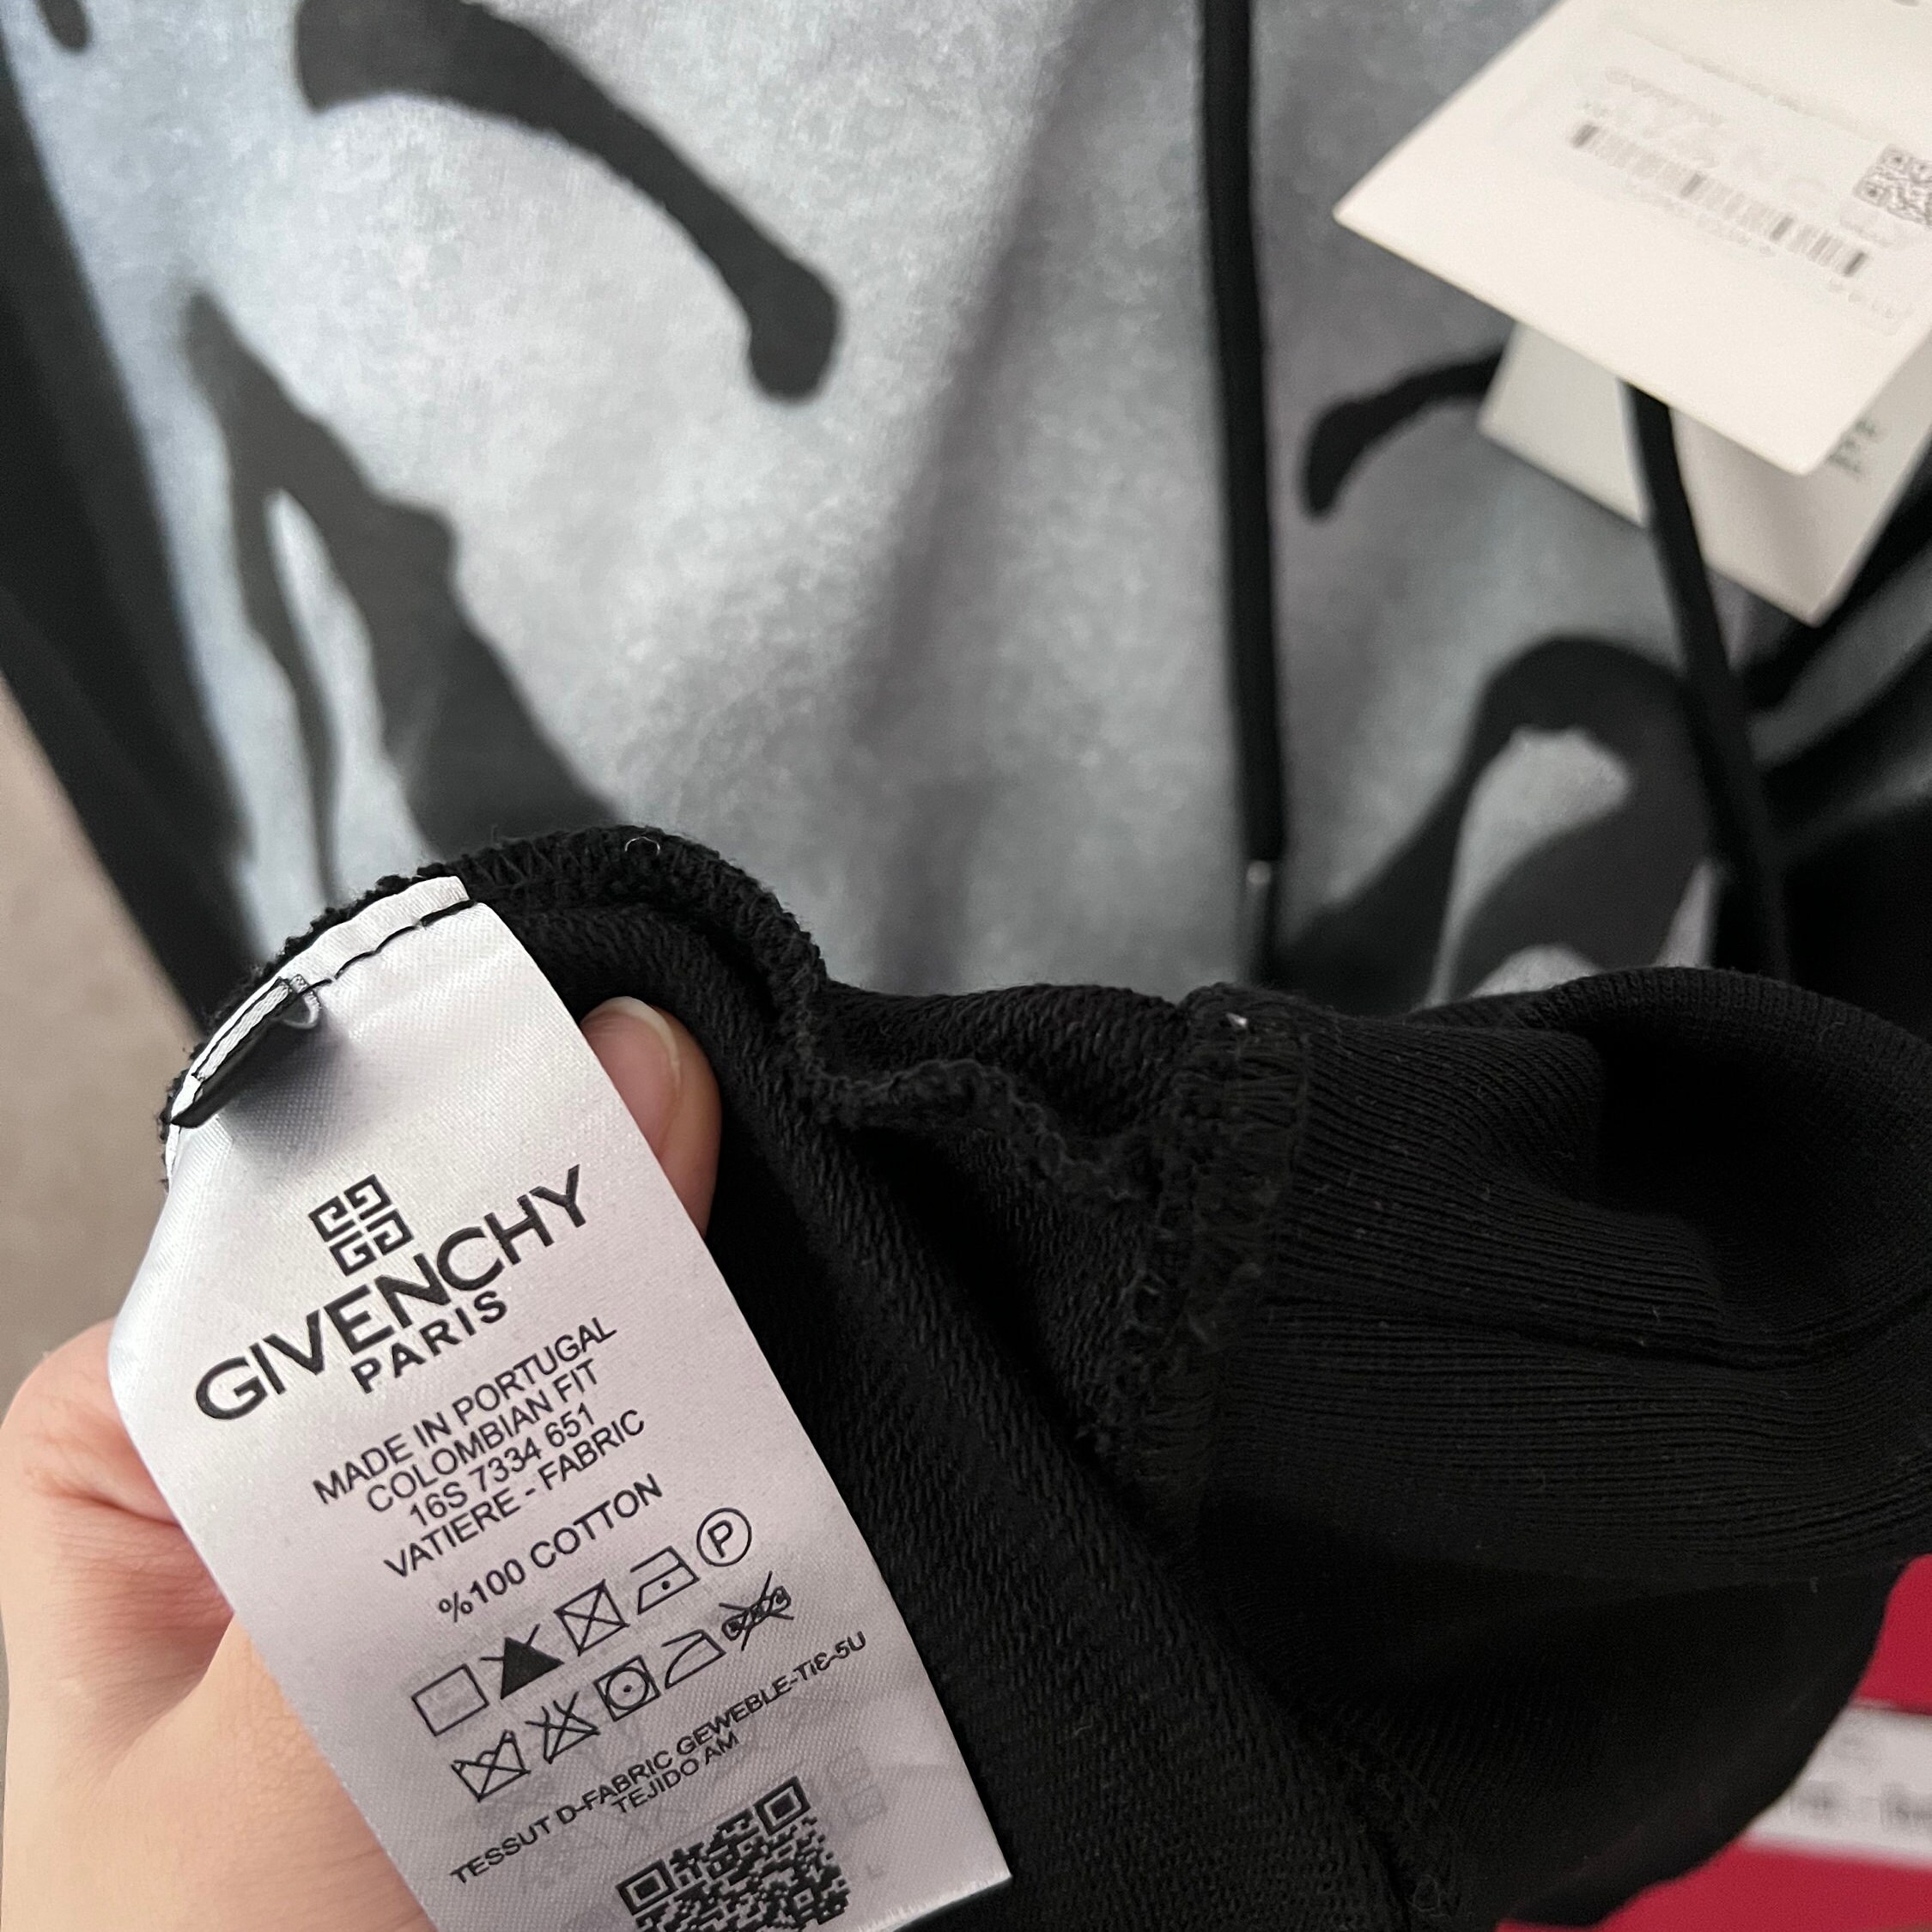 GIVENCHY
PARIS
MADE IN PORTUGAL
COLOMBIAN FIT
16S 7334 651
VATIERE - FABRIC
%100 COTTON
P
TESSUT D-FABRIC GEWEBLE-TİƐ-5U
TEJIDO AM